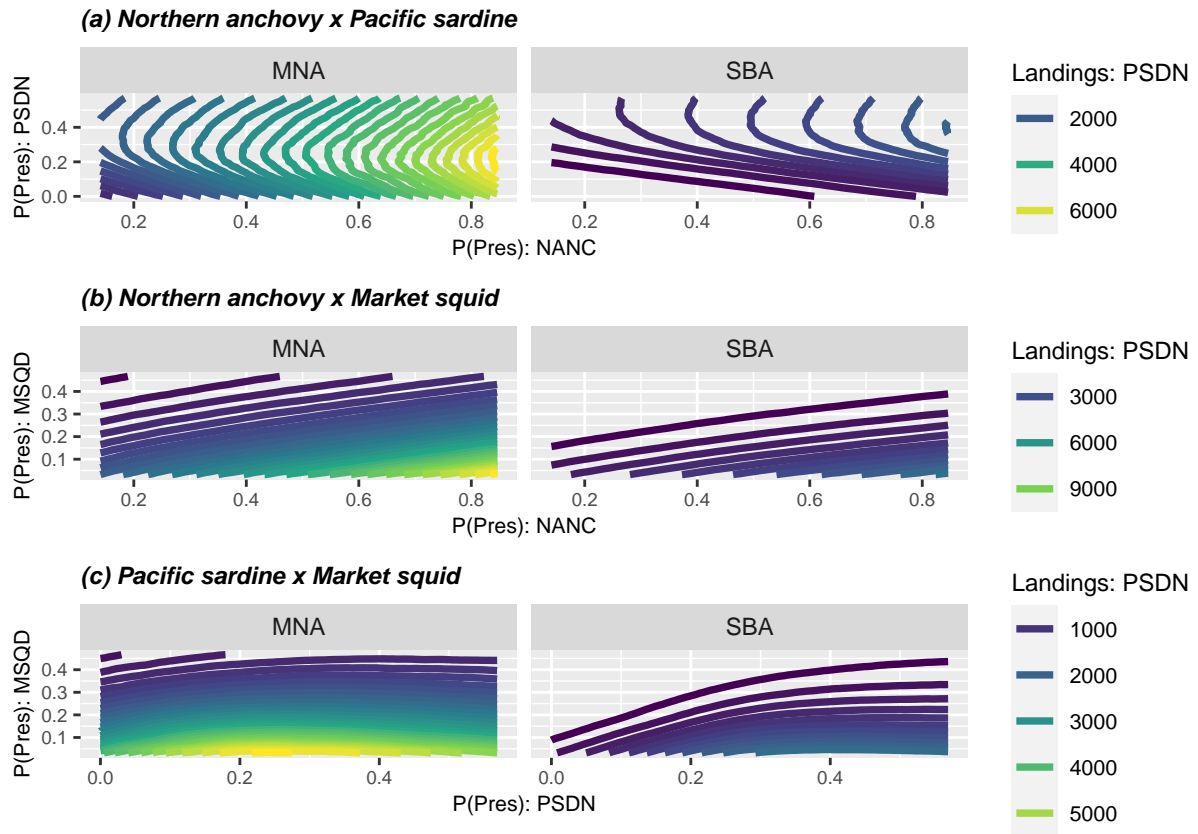 (a) Northern anchovy x Pacific sardine
MNA
SBA
P(Pres): PSDN
0.4
0.2
0.0
0.2 0.4 0.6 0.8
0.2 0.4 0.6 0.8
P(Pres): NANC
Landings: PSDN
2000
4000
6000
(b) Northern anchovy x Market squid
MNA
SBA
P(Pres): MSQD
0.4
0.3
0.2
0.1
0.2 0.4 0.6 0.8
0.2 0.4 0.6 0.8
P(Pres): NANC
Landings: PSDN
3000
6000
9000
(c) Pacific sardine x Market squid
MNA
SBA
P(Pres): MSQD
0.4
0.3
0.2
0.1
0.0 0.2 0.4
0.0 0.2 0.4
P(Pres): PSDN
Landings: PSDN
1000
2000
3000
4000
5000